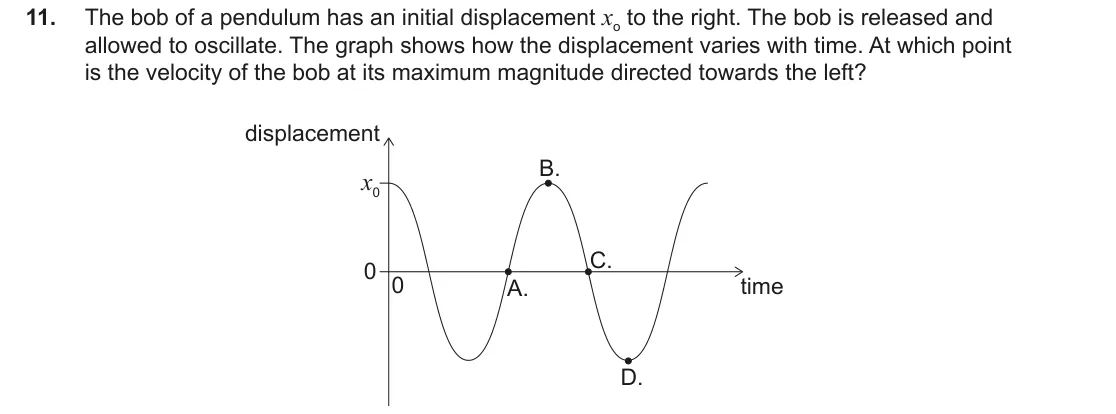 11. The bob of a pendulum has an initial displacement x₀ to the right. The bob is released and
allowed to oscillate. The graph shows how the displacement varies with time. At which point
is the velocity of the bob at its maximum magnitude directed towards the left?
displacement
B.
x₀
C.
0
0
A.
time
D.